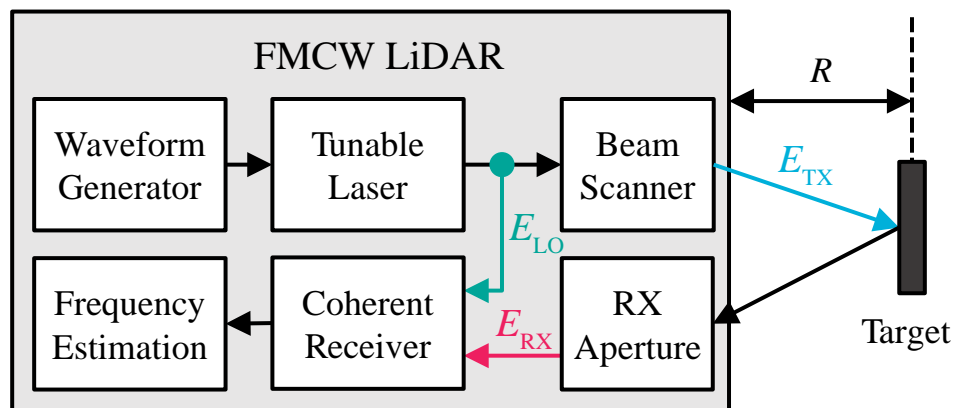 FMCW LiDAR
R
Waveform
Generator
Tunable
Laser
Beam
Scanner
E_TX
E_LO
Frequency
Estimation
Coherent
Receiver
E_RX
RX
Aperture
Target